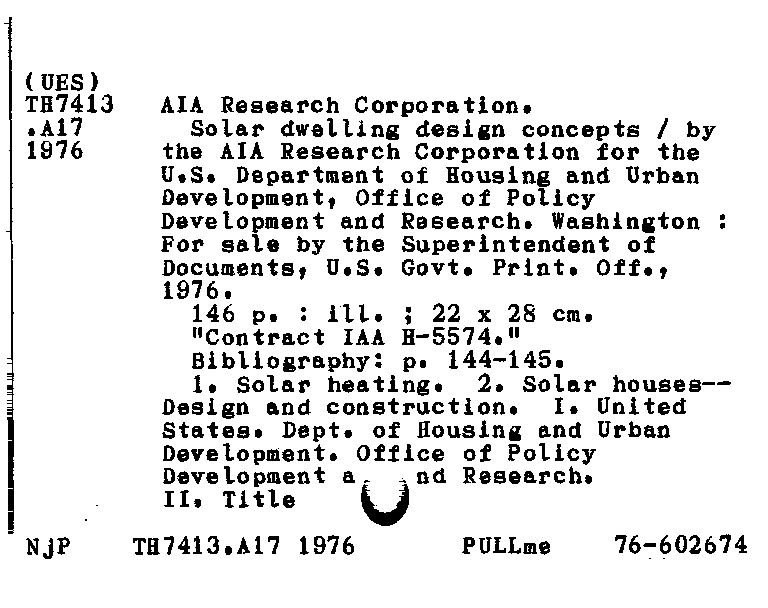 (UES)
TH7413 AIA Research Corporation.
.A17 Solar dwelling design concepts / by
1976 the AIA Research Corporation for the
U.S. Department of Housing and Urban
Development, Office of Policy
Development and Research. Washington :
For sale by the Superintendent of
Documents, U.S. Govt. Print. Off.,
1976.
146 p. : ill. ; 22 x 28 cm.
"Contract IAA H-5574."
Bibliography: p. 144-145.
1. Solar heating. 2. Solar houses--
Design and construction. I. United
States. Dept. of Housing and Urban
Development. Office of Policy
Development a nd Research.
II. Title
NjP TH7413.A17 1976 PULLme 76-602674